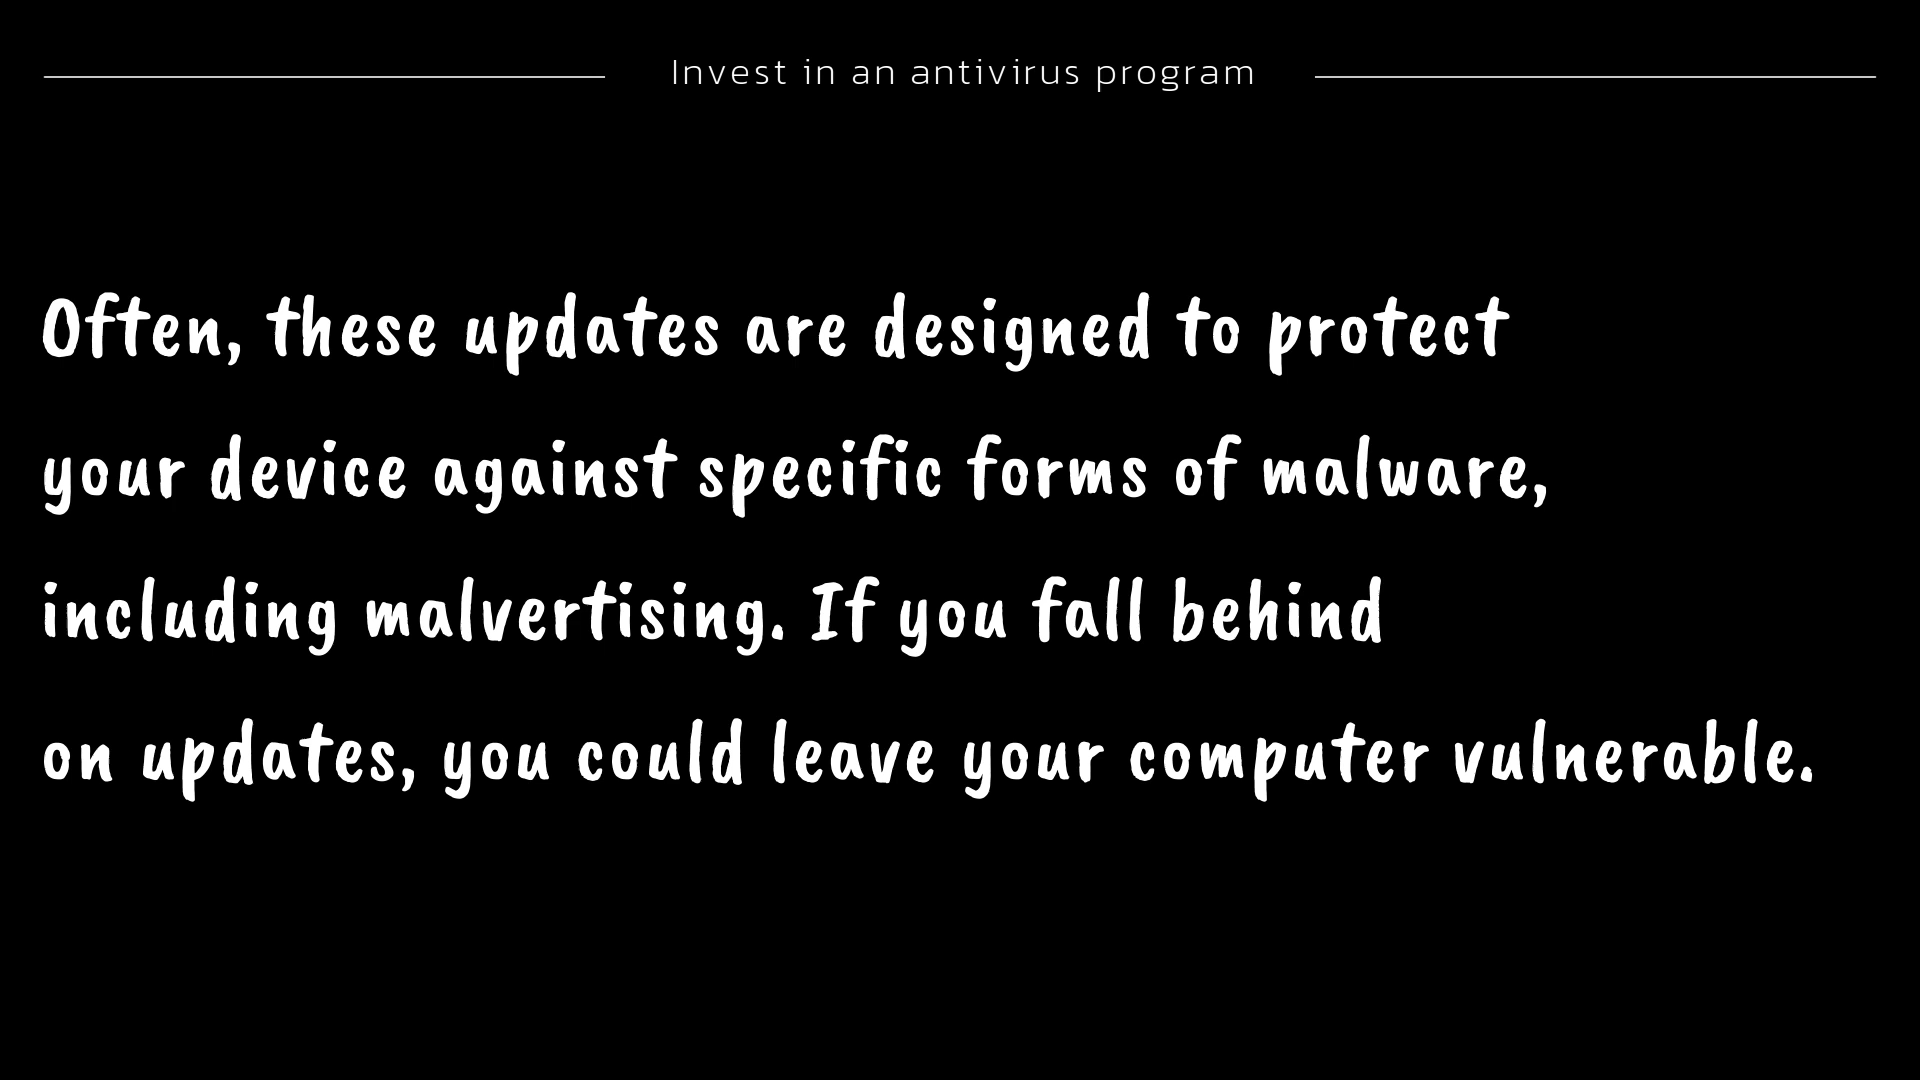 Invest in an antivirus program
Often, these updates are designed to protect
your device against specific forms of malware,
including malvertising. If you fall behind
on updates, you could leave your computer vulnerable.